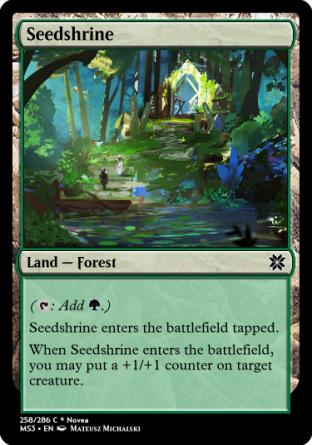 Seedshrine
Land — Forest
(: Add .)
Seedshrine enters the battlefield tapped.
When Seedshrine enters the battlefield,
you may put a +1/+1 counter on target
creature.
258/286 C * Novea
MS3 • EN Mateusz Michalski